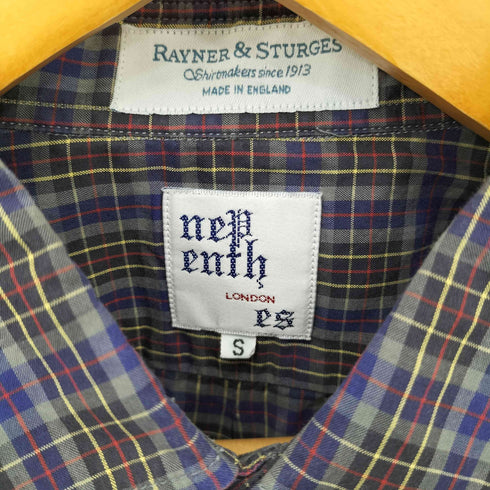 RAYNER & STURGES
Shirtmakers since 1913
MADE IN ENGLAND
nep
enth
LONDON
es
S